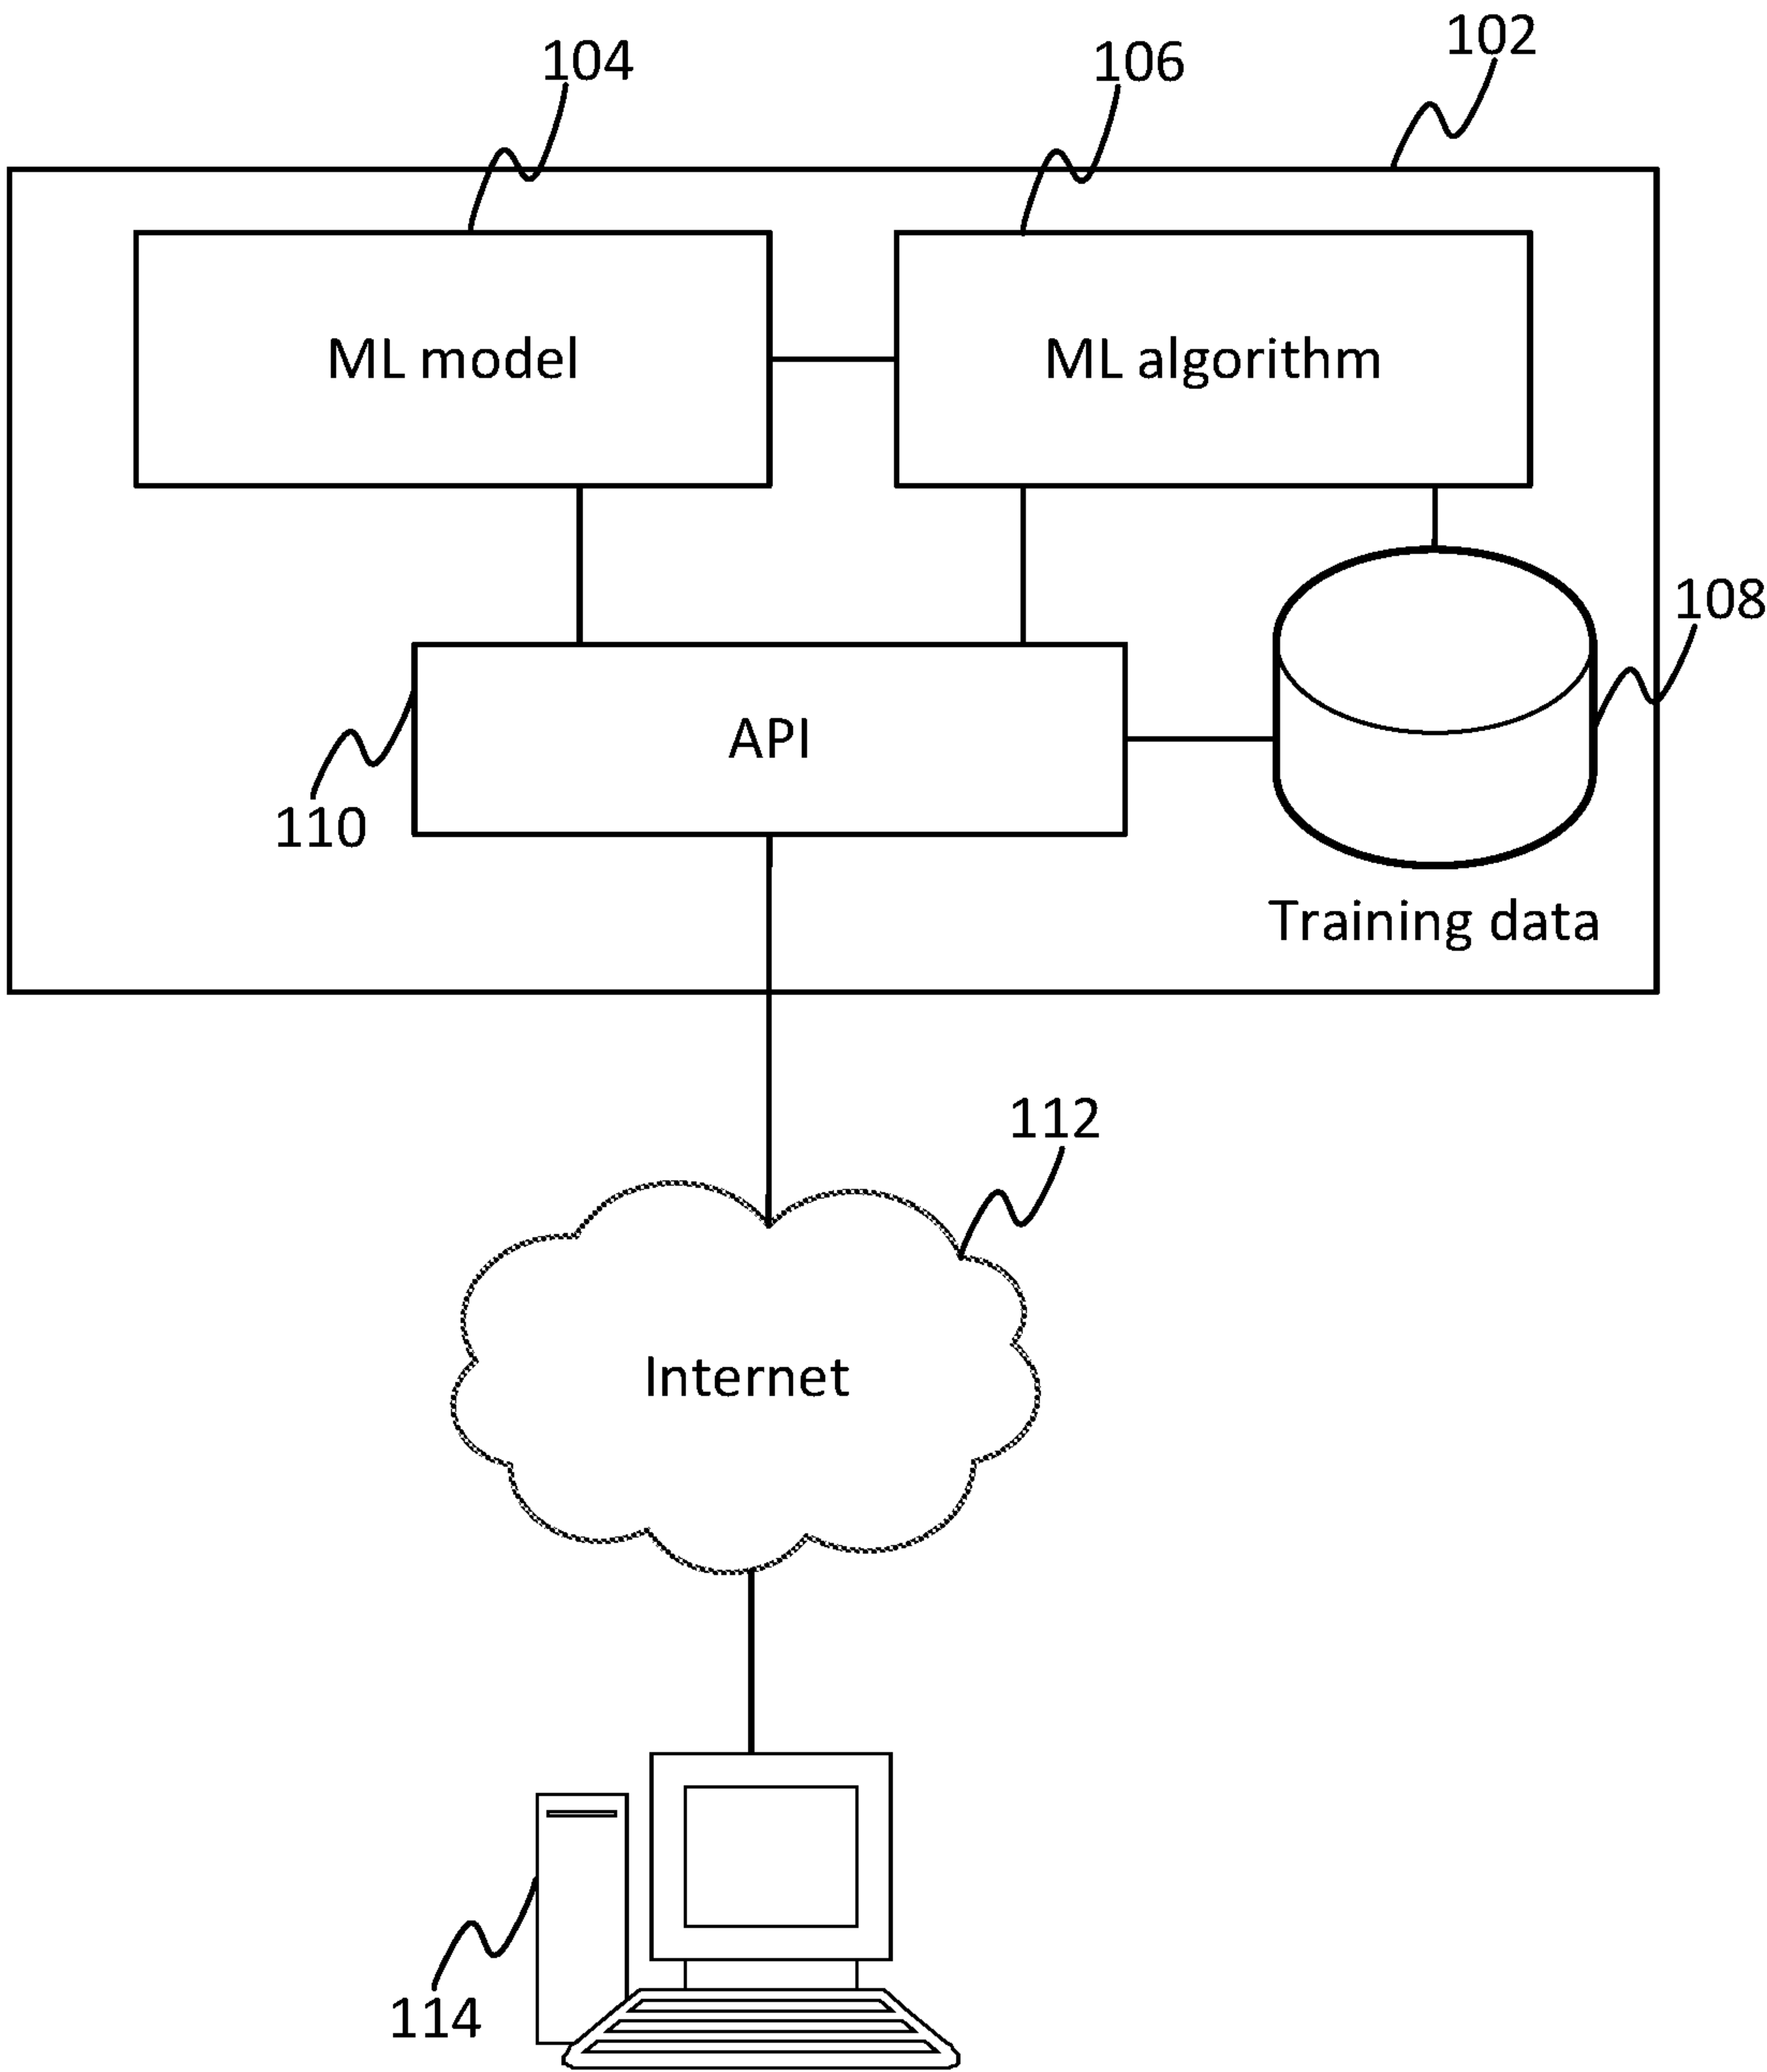 102
104
106
ML model
ML algorithm
108
API
110
Training data
112
Internet
114